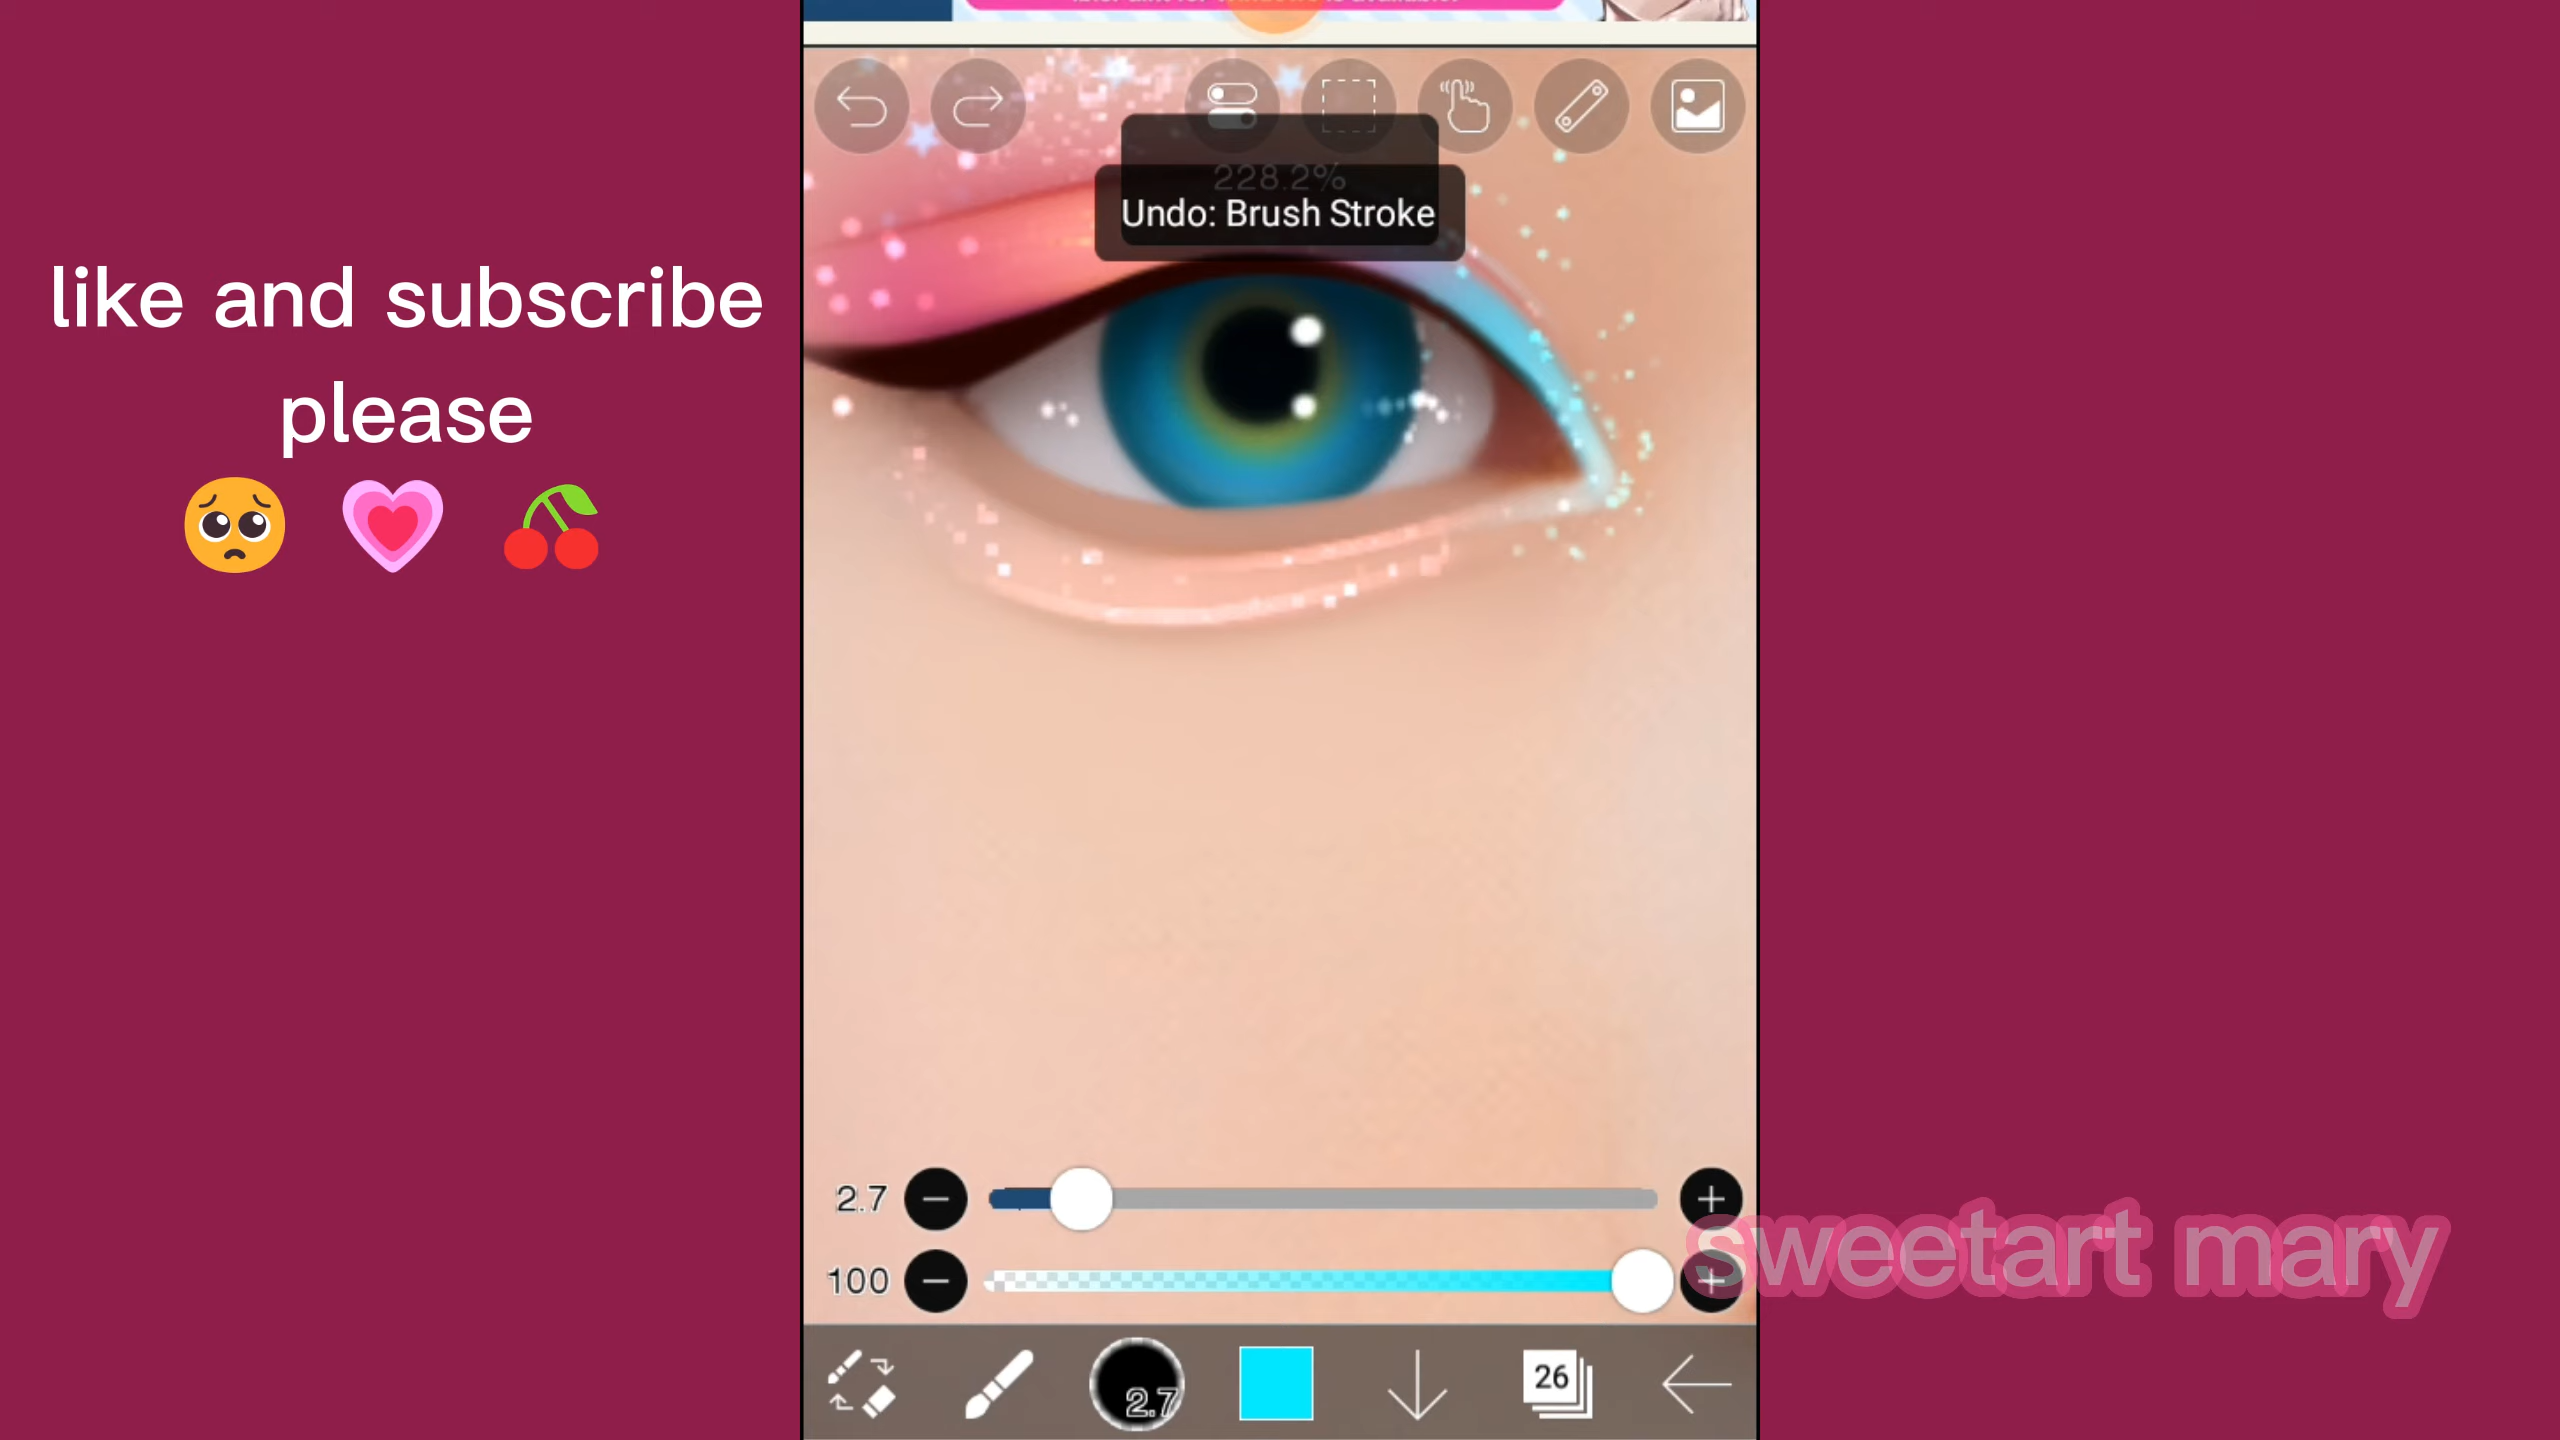 228.2%
Undo: Brush Stroke
like and subscribe
please
2.7
100
sweetart mary
2.7
26